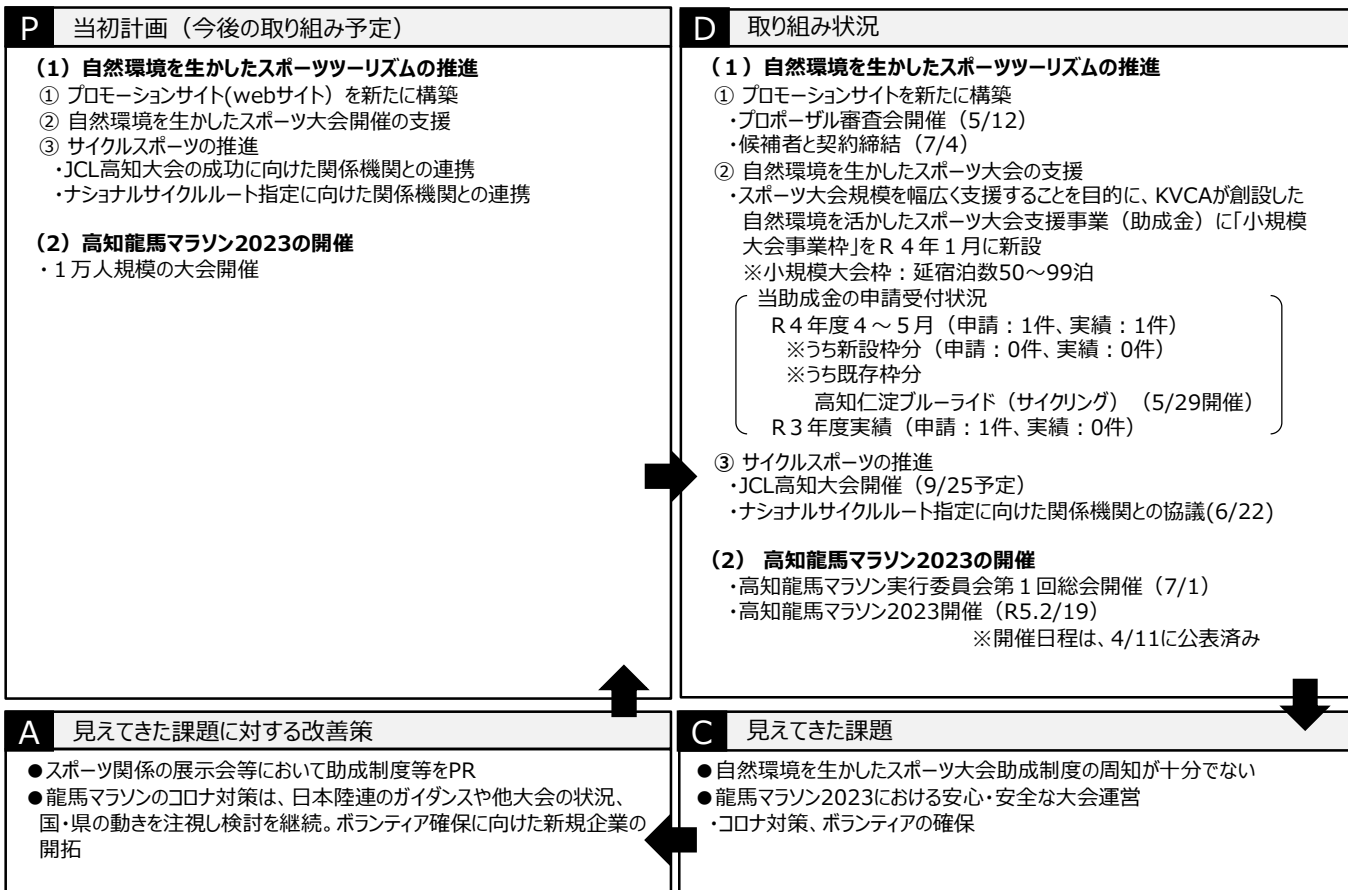 P 当初計画（今後の取り組み予定）
（1）自然環境を生かしたスポーツツーリズムの推進
① プロモーションサイト(webサイト）を新たに構築
② 自然環境を生かしたスポーツ大会開催の支援
③ サイクルスポーツの推進
・JCL高知大会の成功に向けた関係機関との連携
・ナショナルサイクルルート指定に向けた関係機関との連携
（2）高知龍馬マラソン2023の開催
・１万人規模の大会開催
D 取り組み状況
（１）自然環境を生かしたスポーツツーリズムの推進
① プロモーションサイトを新たに構築
・プロポーザル審査会開催（5/12）
・候補者と契約締結（7/4）
② 自然環境を生かしたスポーツ大会の支援
・スポーツ大会規模を幅広く支援することを目的に、KVCAが創設した
自然環境を活かしたスポーツ大会支援事業（助成金）に「小規模
大会事業枠」をＲ４年１月に新設
※小規模大会枠：延宿泊数50～99泊
当助成金の申請受付状況
Ｒ４年度４～５月（申請：1件、実績：1件）
※うち新設枠分（申請：0件、実績：0件）
※うち既存枠分
高知仁淀ブルーライド（サイクリング）（5/29開催）
Ｒ３年度実績（申請：1件、実績：0件）
③ サイクルスポーツの推進
・JCL高知大会開催（9/25予定）
・ナショナルサイクルルート指定に向けた関係機関との協議(6/22)
（2） 高知龍馬マラソン2023の開催
・高知龍馬マラソン実行委員会第１回総会開催（7/1）
・高知龍馬マラソン2023開催（R5.2/19）
※開催日程は、4/11に公表済み
A 見えてきた課題に対する改善策
●スポーツ関係の展示会等において助成制度等をPR
●龍馬マラソンのコロナ対策は、日本陸連のガイダンスや他大会の状況、
国・県の動きを注視し検討を継続。ボランティア確保に向けた新規企業の
開拓
C 見えてきた課題
●自然環境を生かしたスポーツ大会助成制度の周知が十分でない
●龍馬マラソン2023における安心・安全な大会運営
・コロナ対策、ボランティアの確保